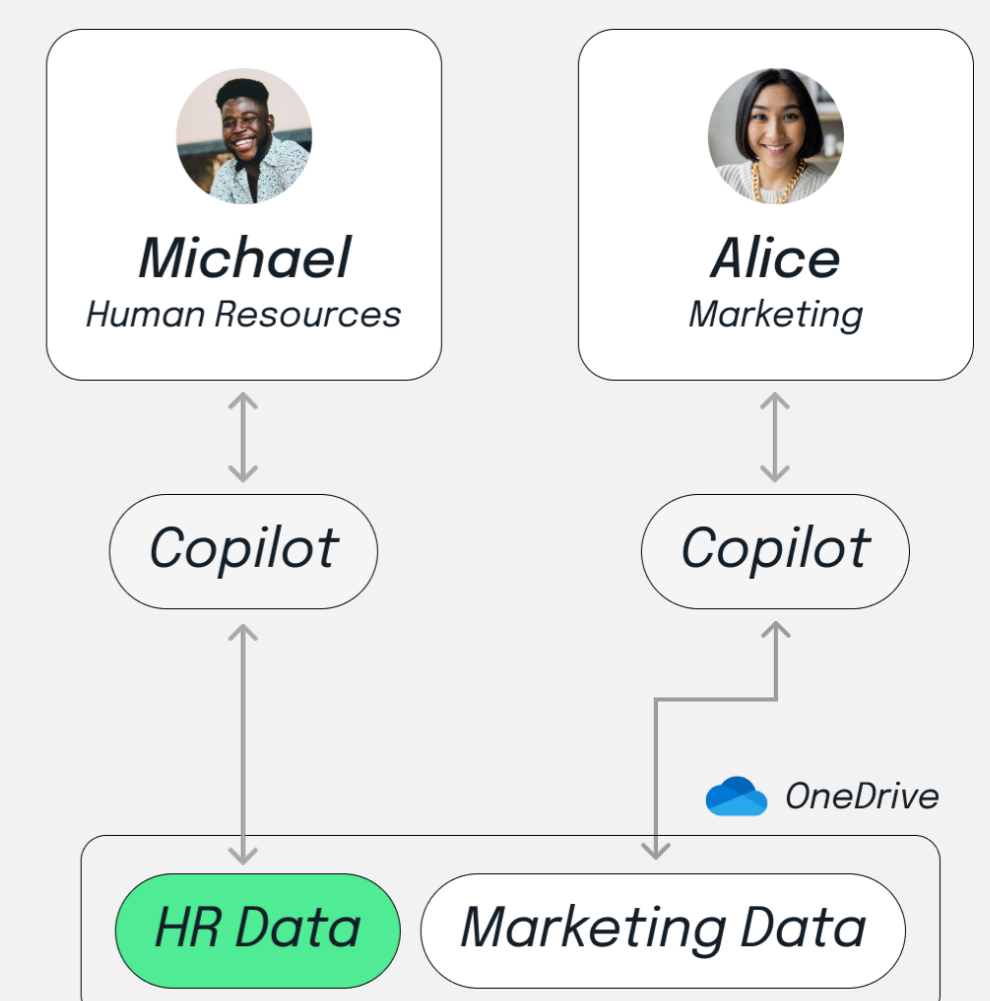 Michael
Human Resources
Alice
Marketing
Copilot
Copilot
OneDrive
HR Data
Marketing Data